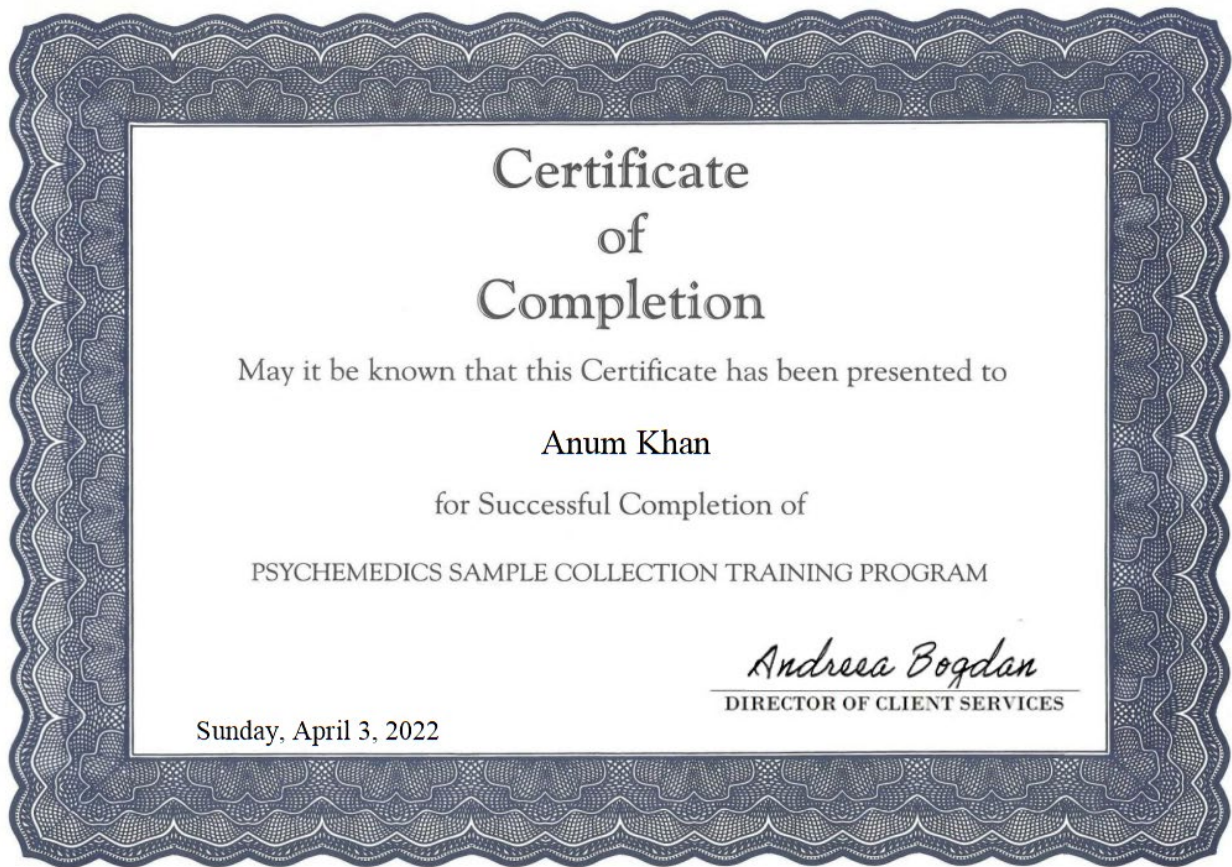 Certificate
of
Completion
May it be known that this Certificate has been presented to
Anum Khan
for Successful Completion of
PSYCHEMEDICS SAMPLE COLLECTION TRAINING PROGRAM
Andreea Bogdan
DIRECTOR OF CLIENT SERVICES
Sunday, April 3, 2022